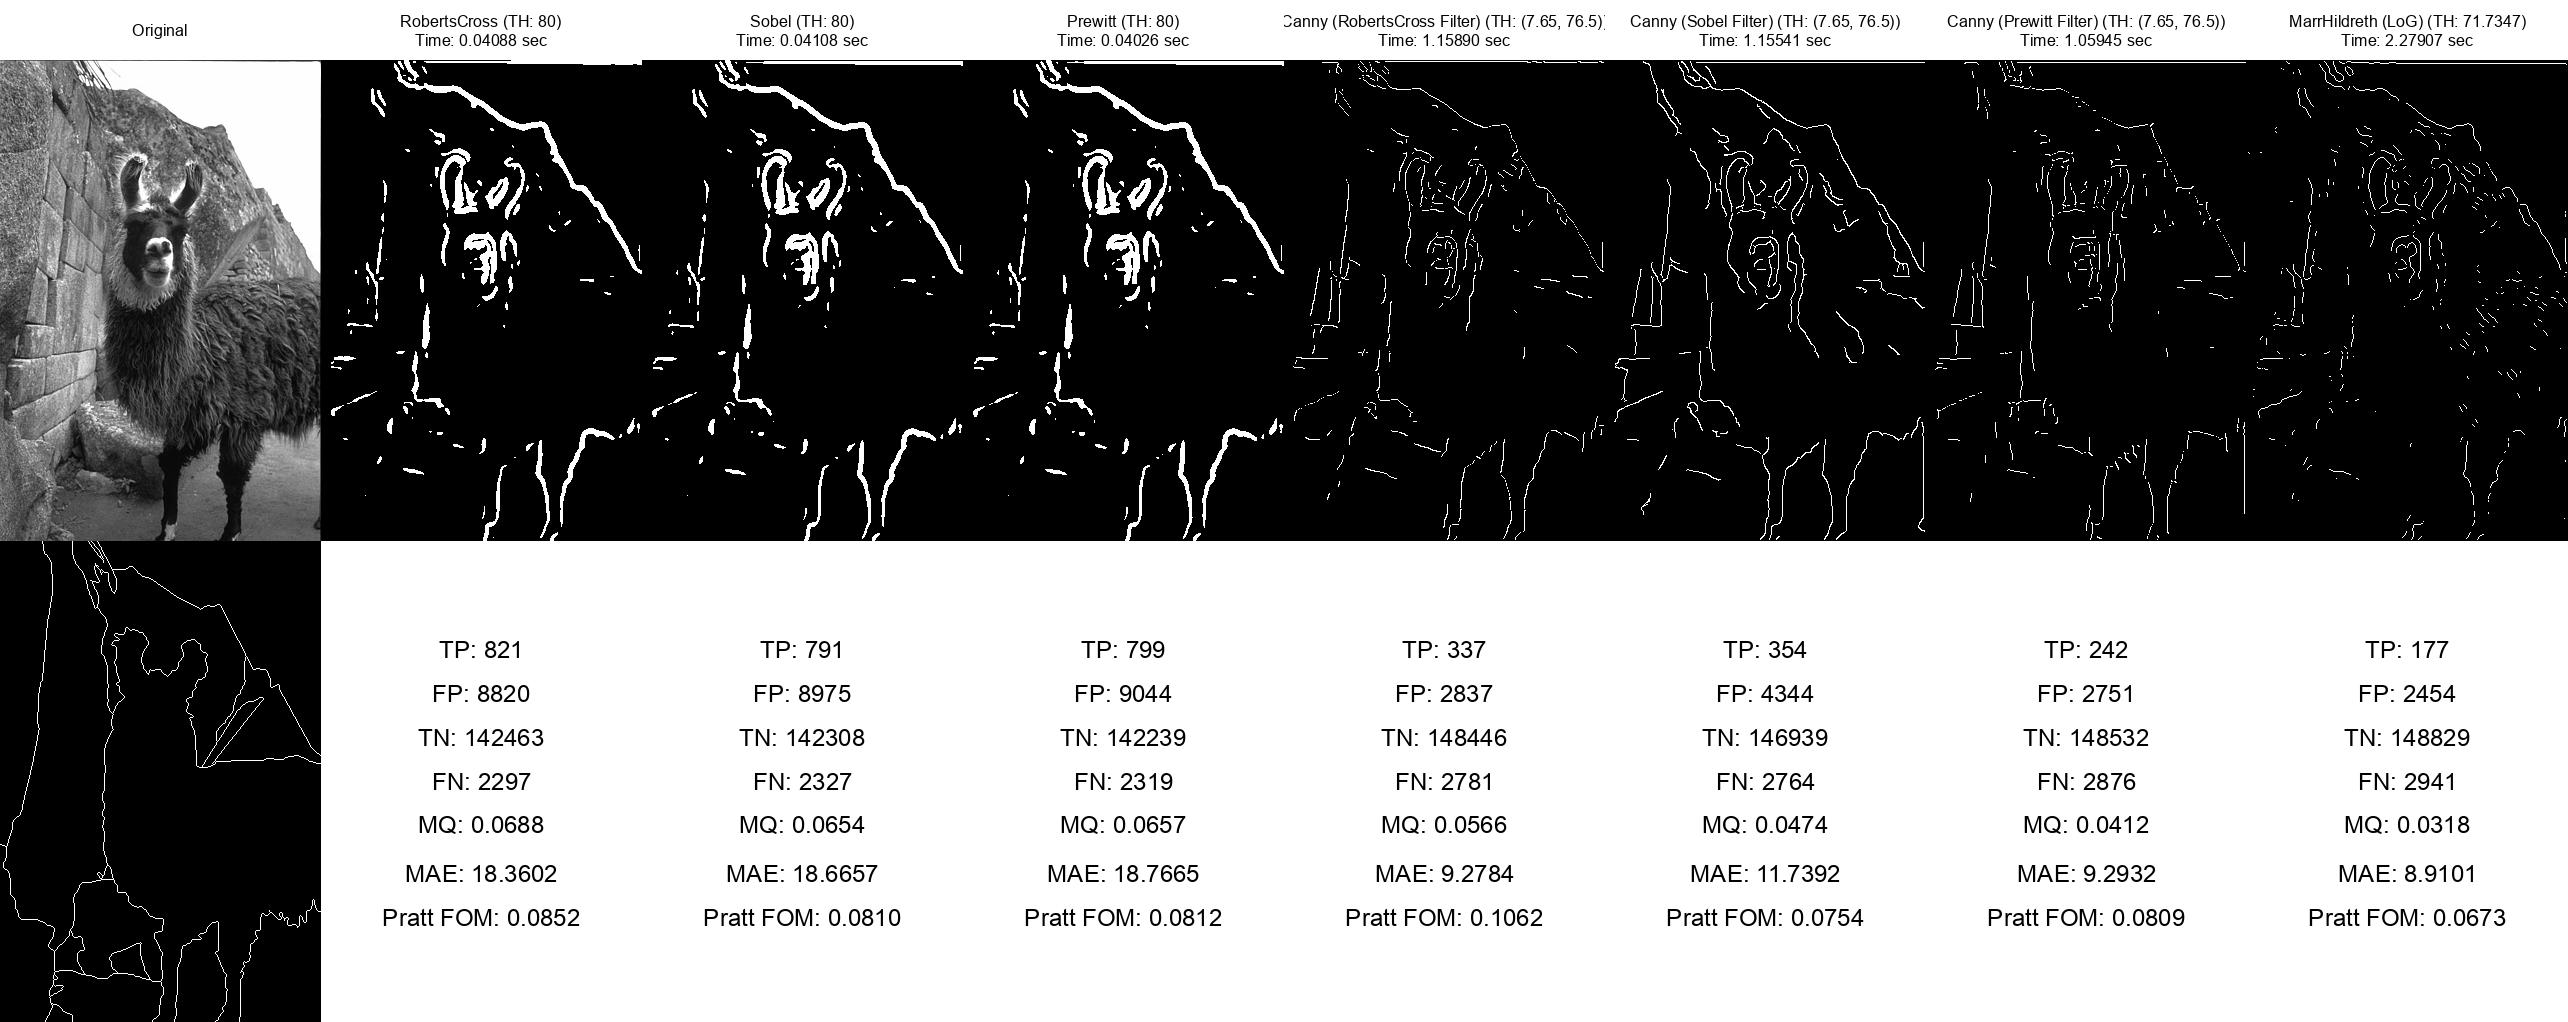 Original
RobertsCross (TH: 80)
Time: 0.04088 sec
Sobel (TH: 80)
Time: 0.04108 sec
Prewitt (TH: 80)
Time: 0.04026 sec
Canny (RobertsCross Filter) (TH: (7.65, 76.5))
Time: 1.15890 sec
Canny (Sobel Filter) (TH: (7.65, 76.5))
Time: 1.15541 sec
Canny (Prewitt Filter) (TH: (7.65, 76.5))
Time: 1.05945 sec
MarrHildreth (LoG) (TH: 71.7347)
Time: 2.27907 sec
TP: 821
FP: 8820
TN: 142463
FN: 2297
MQ: 0.0688
MAE: 18.3602
Pratt FOM: 0.0852
TP: 791
FP: 8975
TN: 142308
FN: 2327
MQ: 0.0654
MAE: 18.6657
Pratt FOM: 0.0810
TP: 799
FP: 9044
TN: 142239
FN: 2319
MQ: 0.0657
MAE: 18.7665
Pratt FOM: 0.0812
TP: 337
FP: 2837
TN: 148446
FN: 2781
MQ: 0.0566
MAE: 9.2784
Pratt FOM: 0.1062
TP: 354
FP: 4344
TN: 146939
FN: 2764
MQ: 0.0474
MAE: 11.7392
Pratt FOM: 0.0754
TP: 242
FP: 2751
TN: 148532
FN: 2876
MQ: 0.0412
MAE: 9.2932
Pratt FOM: 0.0809
TP: 177
FP: 2454
TN: 148829
FN: 2941
MQ: 0.0318
MAE: 8.9101
Pratt FOM: 0.0673